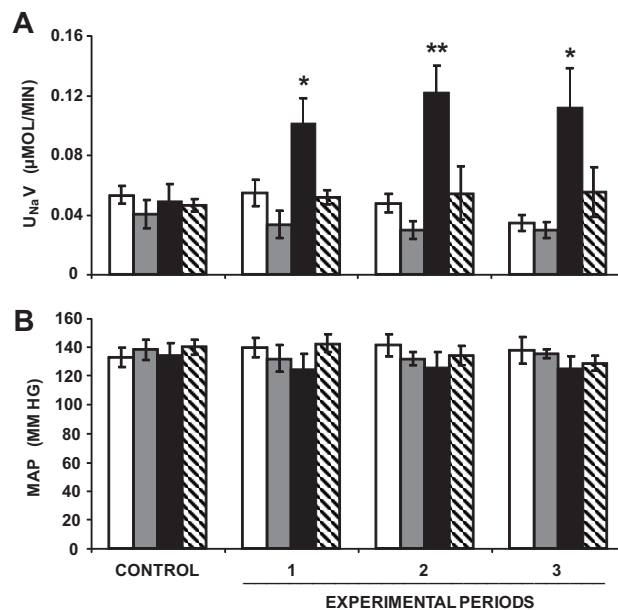 A
U_Na V (µMOL/MIN)
0.16
0.12
0.08
0.04
0
*
**
*
B
MAP (MM HG)
160
140
120
100
80
60
40
20
0
CONTROL 1 2 3
EXPERIMENTAL PERIODS